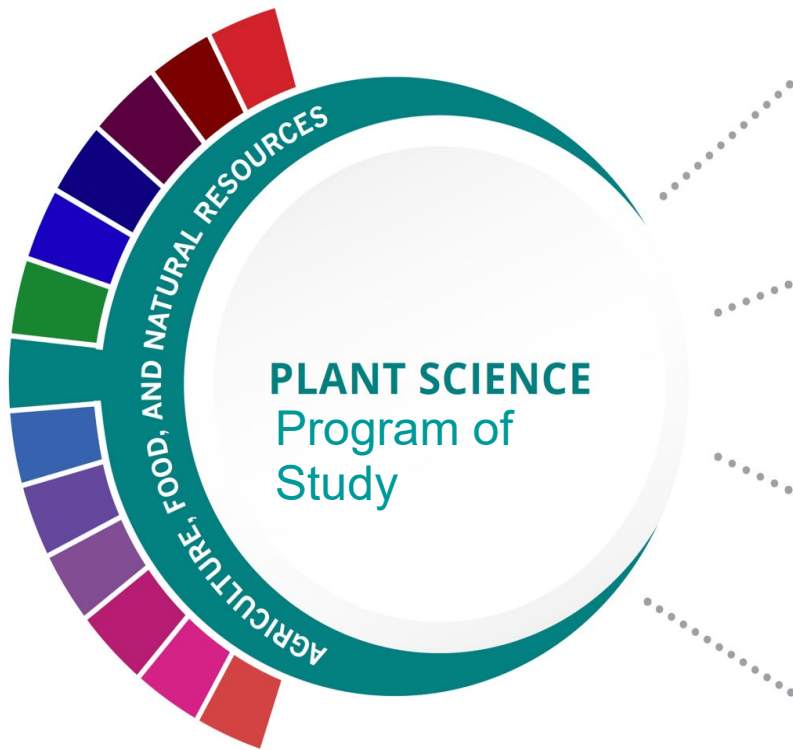 AGRICULTURE, FOOD, AND NATURAL RESOURCES
PLANT SCIENCE
Program of
Study